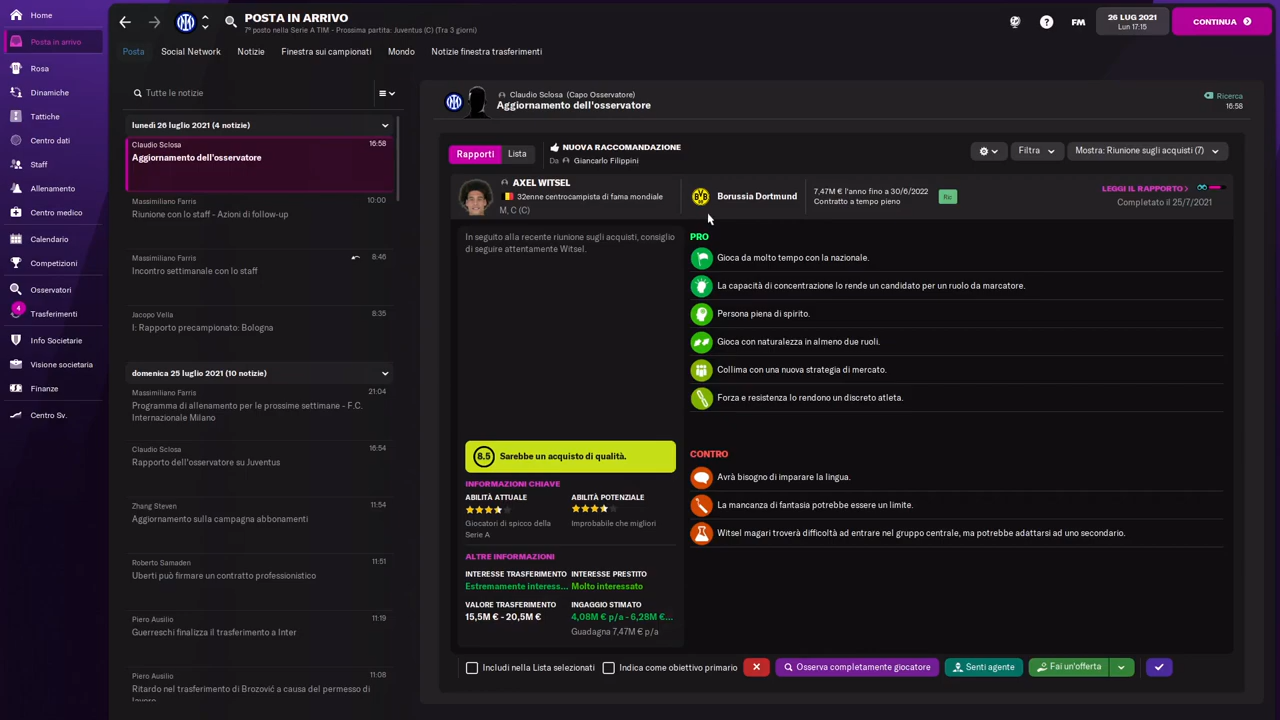 Home
Posta in arrivo
Rosa
Dinamiche
Tattiche
Centro dati
Staff
Allenamento
Centro medico
Calendario
Competizioni
Osservatori
4
Trasferimenti
Info Societarie
Visione societaria
Finanze
Centro Sv.
POSTA IN ARRIVO
7° posto nella Serie A TIM - Prossima partita: Juventus (C) (Tra 3 giorni)
FM
26 LUG 2021
Lun 17:15
CONTINUA
Posta
Social Network
Notizie
Finestra sui campionati
Mondo
Notizie finestra trasferimenti
Tutte le notizie
lunedì 26 luglio 2021 (4 notizie)
Claudio Sclosa 16:58
Aggiornamento dell'osservatore
Massimiliano Farris 10:00
Riunione con lo staff - Azioni di follow-up
Massimiliano Farris 8:46
Incontro settimanale con lo staff
Jacopo Vella 8:35
I: Rapporto precampionato: Bologna
domenica 25 luglio 2021 (10 notizie)
Massimiliano Farris 21:04
Programma di allenamento per le prossime settimane - F.C.
Internazionale Milano
Claudio Sclosa 16:54
Rapporto dell'osservatore su Juventus
Zhang Steven 11:54
Aggiornamento sulla campagna abbonamenti
Roberto Samaden 11:51
Uberti può firmare un contratto professionistico
Piero Ausilio 11:19
Guerreschi finalizza il trasferimento a Inter
Piero Ausilio 11:08
Ritardo nel trasferimento di Brozović a causa del permesso di
lavoro
Claudio Sclosa (Capo Osservatore)
Aggiornamento dell'osservatore
Ricerca
16:58
Rapporti
Lista
NUOVA RACCOMANDAZIONE
Da Giancarlo Filippini
Filtra
Mostra: Riunione sugli acquisti (7)
AXEL WITSEL
32enne centrocampista di fama mondiale
M, C (C)
Borussia Dortmund
7,47M € l'anno fino a 30/6/2022
Contratto a tempo pieno
Ric
LEGGI IL RAPPORTO >
Completato il 25/7/2021
In seguito alla recente riunione sugli acquisti, consiglio
di seguire attentamente Witsel.
8.5 Sarebbe un acquisto di qualità.
INFORMAZIONI CHIAVE
ABILITÀ ATTUALE
Giocatori di spicco della
Serie A
ABILITÀ POTENZIALE
Improbabile che migliori
ALTRE INFORMAZIONI
INTERESSE TRASFERIMENTO
Estremamente interess...
INTERESSE PRESTITO
Molto interessato
VALORE TRASFERIMENTO
15,5M € - 20,5M €
INGAGGIO STIMATO
4,08M € p/a - 6,28M €...
Guadagna 7,47M € p/a
PRO
Gioca da molto tempo con la nazionale.
La capacità di concentrazione lo rende un candidato per un ruolo da marcatore.
Persona piena di spirito.
Gioca con naturalezza in almeno due ruoli.
Collima con una nuova strategia di mercato.
Forza e resistenza lo rendono un discreto atleta.
CONTRO
Avrà bisogno di imparare la lingua.
La mancanza di fantasia potrebbe essere un limite.
Witsel magari troverà difficoltà ad entrare nel gruppo centrale, ma potrebbe adattarsi ad uno secondario.
Includi nella Lista selezionati
Indica come obiettivo primario
Osserva completamente giocatore
Senti agente
Fai un'offerta